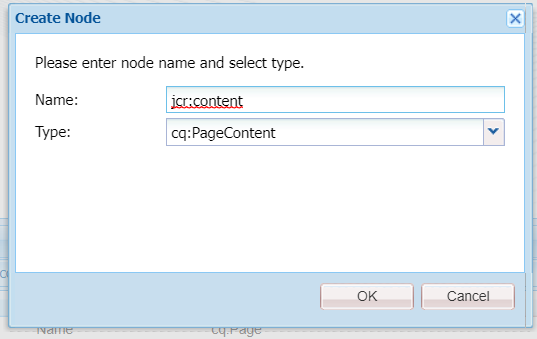 Create Node
Please enter node name and select type.
Name: jcr:content
Type: cq:PageContent
OK Cancel
Name cq:Page